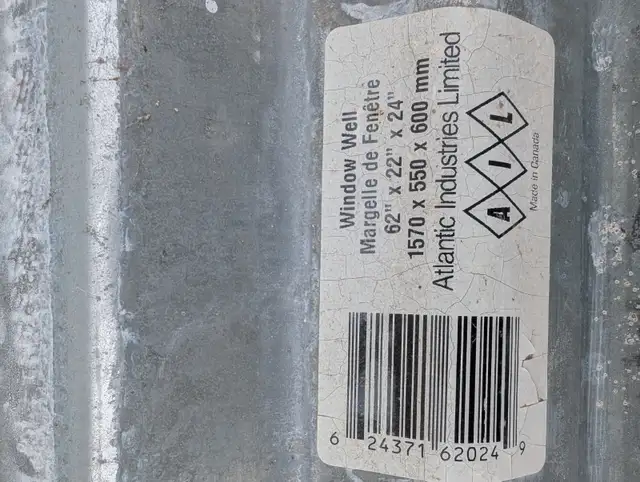 Window Well
Margelle de Fenêtre
62" x 22" x 24"
1570 x 550 x 600 mm
Atlantic Industries Limited
A I L
Made in Canada
6 24371 62024 9